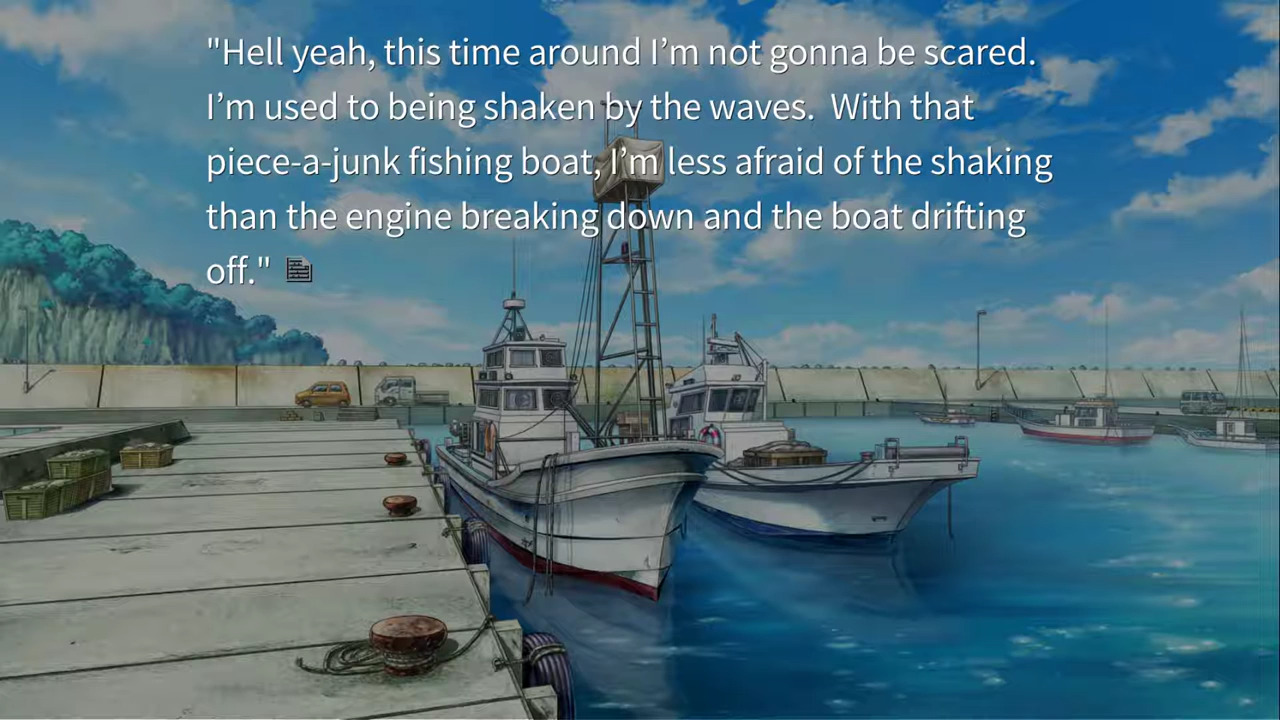 "Hell yeah, this time around I’m not gonna be scared.
I’m used to being shaken by the waves.  With that
piece-a-junk fishing boat, I’m less afraid of the shaking
than the engine breaking down and the boat drifting
off."